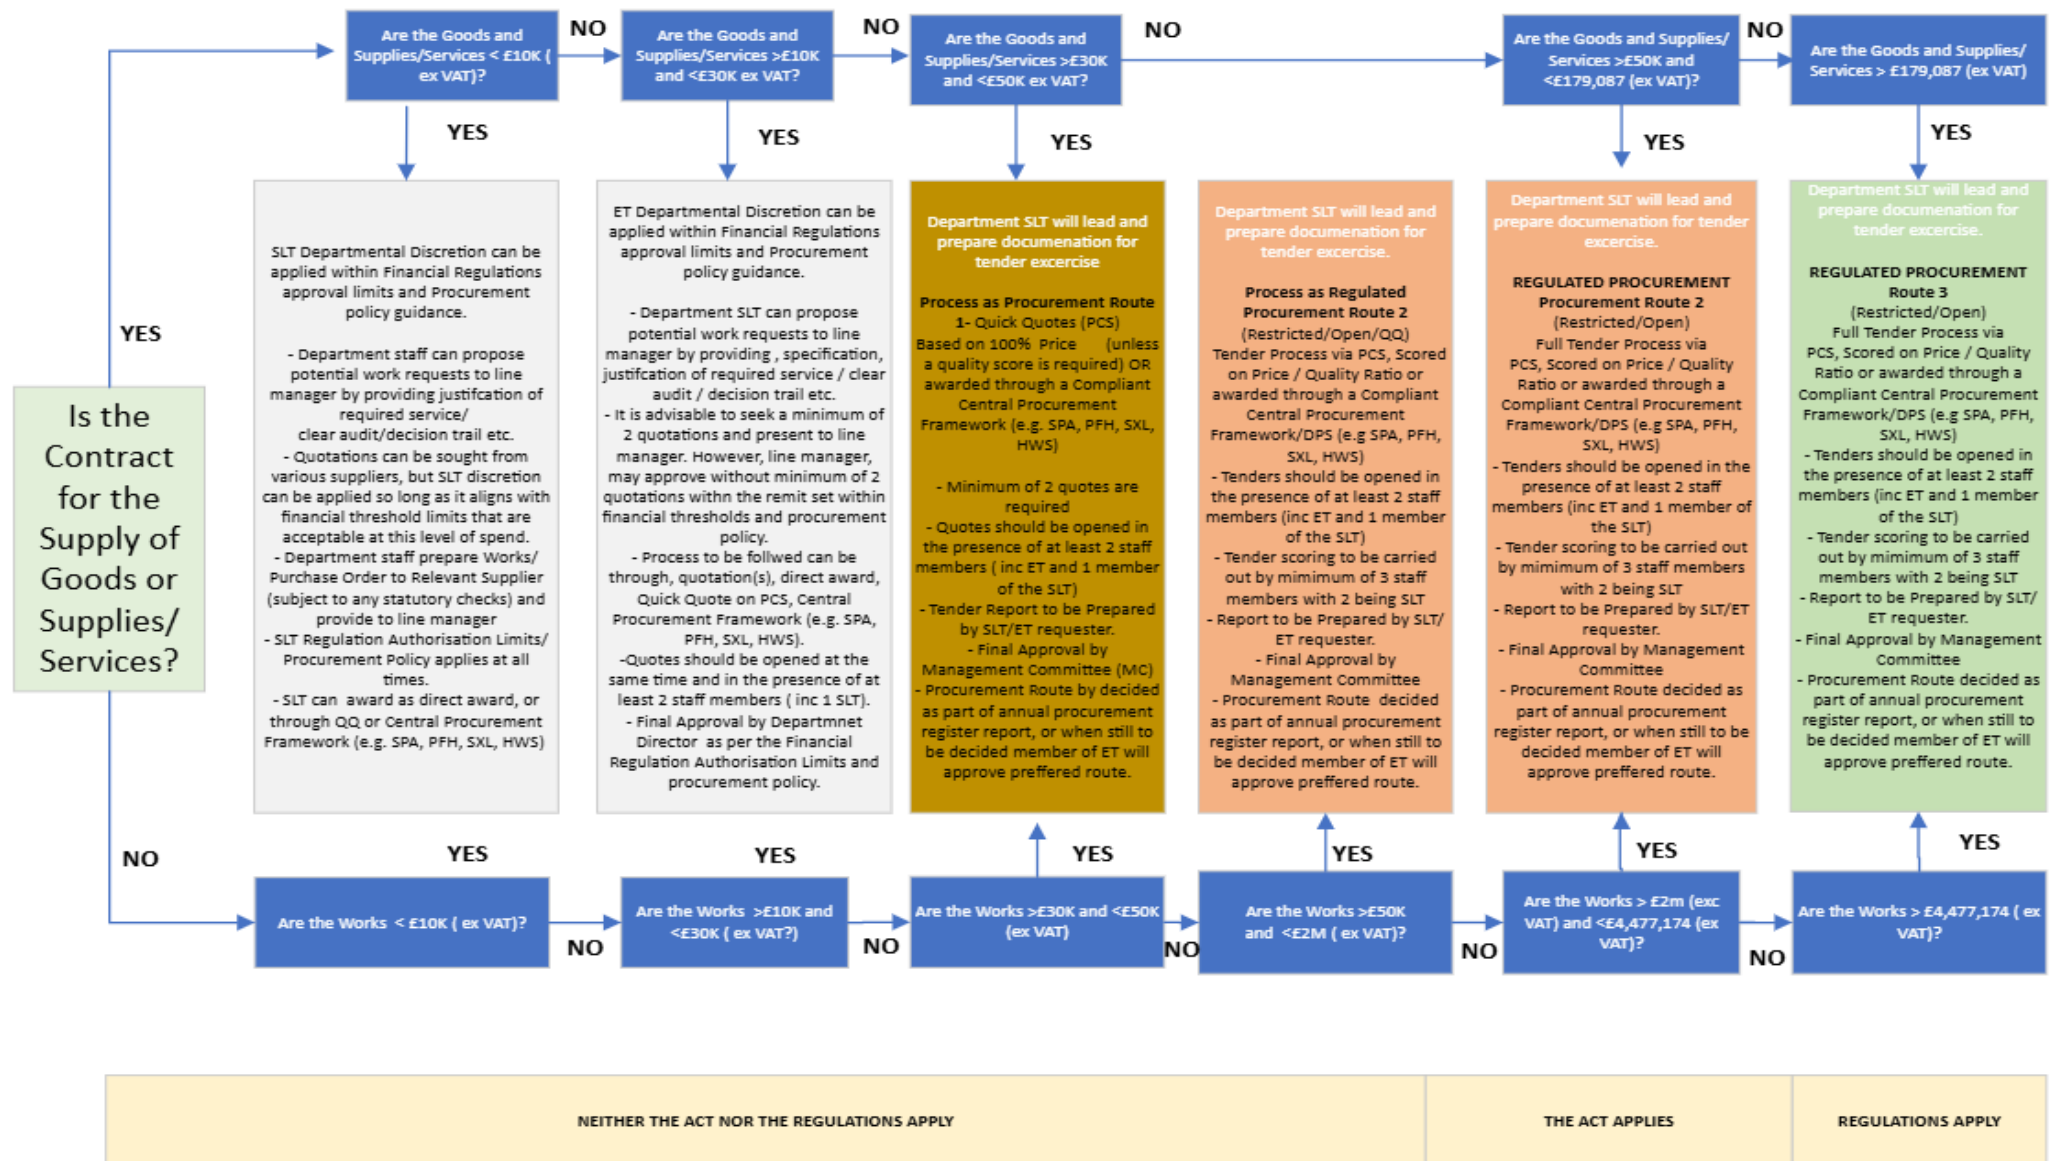 Are the Goods and
Supplies/Services < £10K (
ex VAT)?
NO
Are the Goods and
Supplies/Services >£10K
and <£30K ex VAT?
NO
Are the Goods and
Supplies/Services >£30K
and <£50K ex VAT?
NO
Are the Goods and Supplies/
Services >£50K and
<£179,087 (ex VAT)?
NO
Are the Goods and Supplies/
Services > £179,087 (ex VAT)
YES
YES
YES
YES
YES
YES
Is the
Contract
for the
Supply of
Goods or
Supplies/
Services?
NO
SLT Departmental Discretion can be
applied within Financial Regulations
approval limits and Procurement
policy guidance.
- Department staff can propose
potential work requests to line
manager by providing justifcation of
required service/
clear audit/decision trail etc.
- Quotations can be sought from
various suppliers, but SLT discretion
can be applied so long as it aligns with
financial threshold limits that are
acceptable at this level of spend.
- Department staff prepare Works/
Purchase Order to Relevant Supplier
(subject to any statutory checks) and
provide to line manager
- SLT Regulation Authorisation Limits/
Procurement Policy applies at all
times.
- SLT can  award as direct award, or
through QQ or Central Procurement
Framework (e.g. SPA, PFH, SXL, HWS)
ET Departmental Discretion can be
applied within Financial Regulations
approval limits and Procurement
policy guidance.
- Department SLT can propose
potential work requests to line
manager by providing , specification,
justifcation of required service / clear
audit / decision trail etc.
- It is advisable to seek a minimum of
2 quotations and present to line
manager. However, line manager,
may approve without minimum of 2
quotations withn the remit set within
financial thresholds and procurement
policy.
- Process to be follwed can be
through, quotation(s), direct award,
Quick Quote on PCS, Central
Procurement Framework (e.g. SPA,
PFH, SXL, HWS).
-Quotes should be opened at the
same time and in the presence of at
least 2 staff members ( inc 1 SLT).
- Final Approval by Departmnet
Director  as per the Financial
Regulation Authorisation Limits and
procurement policy.
Department SLT will lead and
prepare documenation for
tender excercise
Process as Procurement Route
1- Quick Quotes (PCS)
Based on 100% Price (unless
a quality score is required) OR
awarded through a Compliant
Central Procurement
Framework (e.g. SPA, PFH, SXL,
HWS)
- Minimum of 2 quotes are
required
- Quotes should be opened in
the presence of at least 2 staff
members ( inc ET and 1 member
of the SLT)
- Tender Report to be Prepared
by SLT/ET requester.
- Final Approval by
Management Committee (MC)
- Procurement Route by decided
as part of annual procurement
register report, or when still to
be decided member of ET will
approve preffered route.
Department SLT will lead and
prepare documenation for
tender excercise.
Process as Regulated
Procurement Route 2
(Restricted/Open/QQ)
Tender Process via PCS, Scored
on Price / Quality Ratio or
awarded through a Compliant
Central Procurement
Framework/DPS (e.g SPA, PFH,
SXL, HWS)
- Tenders should be opened in
the presence of at least 2 staff
members (inc ET and 1 member
of the SLT)
- Tender scoring to be carried
out by mimimum of 3 staff
members with 2 being SLT
- Report to be Prepared by SLT/
ET requester.
- Final Approval by
Management Committee
- Procurement Route  decided
as part of annual procurement
register report, or when still to
be decided member of ET will
approve preffered route.
Department SLT will lead and
prepare documenation for tender
excercise.
REGULATED PROCUREMENT
Procurement Route 2
(Restricted/Open)
Full Tender Process via
PCS, Scored on Price / Quality
Ratio or awarded through a
Compliant Central Procurement
Framework/DPS (e.g SPA, PFH,
SXL, HWS)
- Tenders should be opened in the
presence of at least 2 staff
members (inc ET and 1 member of
the SLT)
- Tender scoring to be carried out
by mimimum of 3 staff members
with 2 being SLT
- Report to be Prepared by SLT/ET
requester.
- Final Approval by Management
Committee
- Procurement Route decided as
part of annual procurement
register report, or when still to be
decided member of ET will
approve preffered route.
Department SLT will lead and
prepare documenation for
tender excercise.
REGULATED PROCUREMENT
Route 3
(Restricted/Open)
Full Tender Process via
PCS, Scored on Price / Quality
Ratio or awarded through a
Compliant Central Procurement
Framework/DPS (e.g SPA, PFH,
SXL, HWS)
- Tenders should be opened in
the presence of at least 2 staff
members (inc ET and 1 member
of the SLT)
- Tender scoring to be carried
out by mimimum of 3 staff
members with 2 being SLT
- Report to be Prepared by SLT/
ET requester.
- Final Approval by Management
Committee
- Procurement Route decided as
part of annual procurement
register report, or when still to
be decided member of ET will
approve preffered route.
YES
YES
YES
YES
YES
YES
Are the Works  < £10K ( ex VAT)?
NO
Are the Works  >£10K and
<£30K ( ex VAT?)
NO
Are the Works >£30K and <£50K
(ex VAT)
NO
Are the Works >£50K
and  <£2M ( ex VAT)?
NO
Are the Works > £2m (exc
VAT) and <£4,477,174 (ex
VAT)?
NO
Are the Works > £4,477,174 ( ex
VAT)?
NEITHER THE ACT NOR THE REGULATIONS APPLY
THE ACT APPLIES
REGULATIONS APPLY